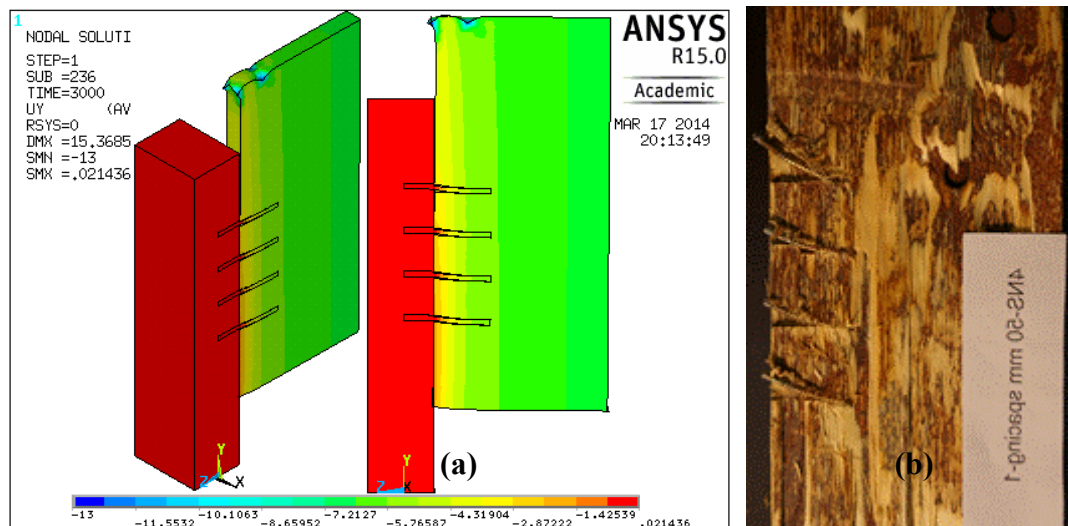 1
NODAL SOLUTI
STEP=1
SUB =236
TIME=3000
UY (AV
RSYS=0
DMX =15.3685
SMN =-13
SMX =.021436
ANSYS
R15.0
Academic
MAR 17 2014
20:13:49
Y
Z
X
Y
Z
X
(a)
-13
-11.5532
-10.1063
-8.65952
-7.2127
-5.76587
-4.31904
-2.87222
-1.42539
.021436
4NS-50 mm spacing-1
(b)